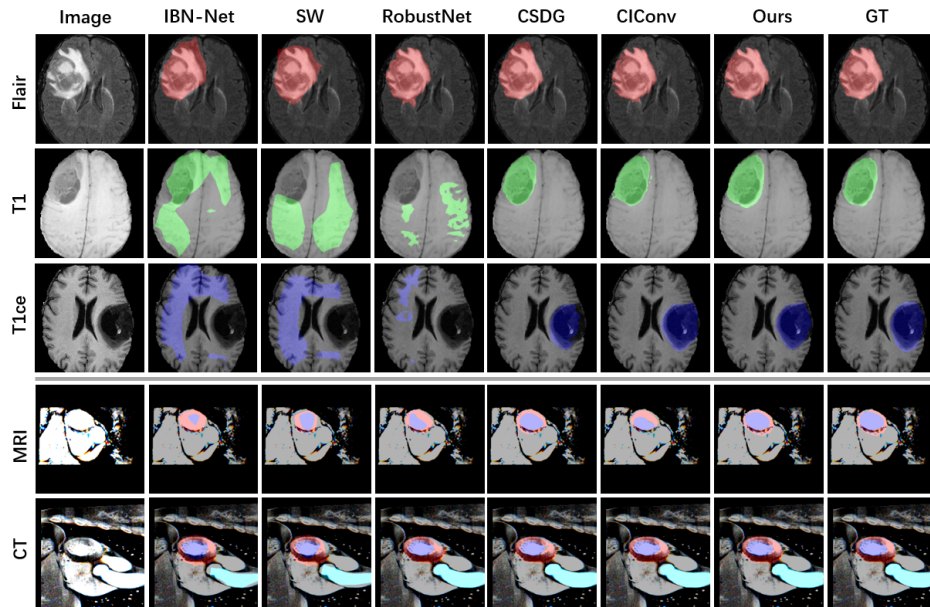 Image IBN-Net SW RobustNet CSDG CIConv Ours GT
Flair
T1
T1ce
MRI
CT